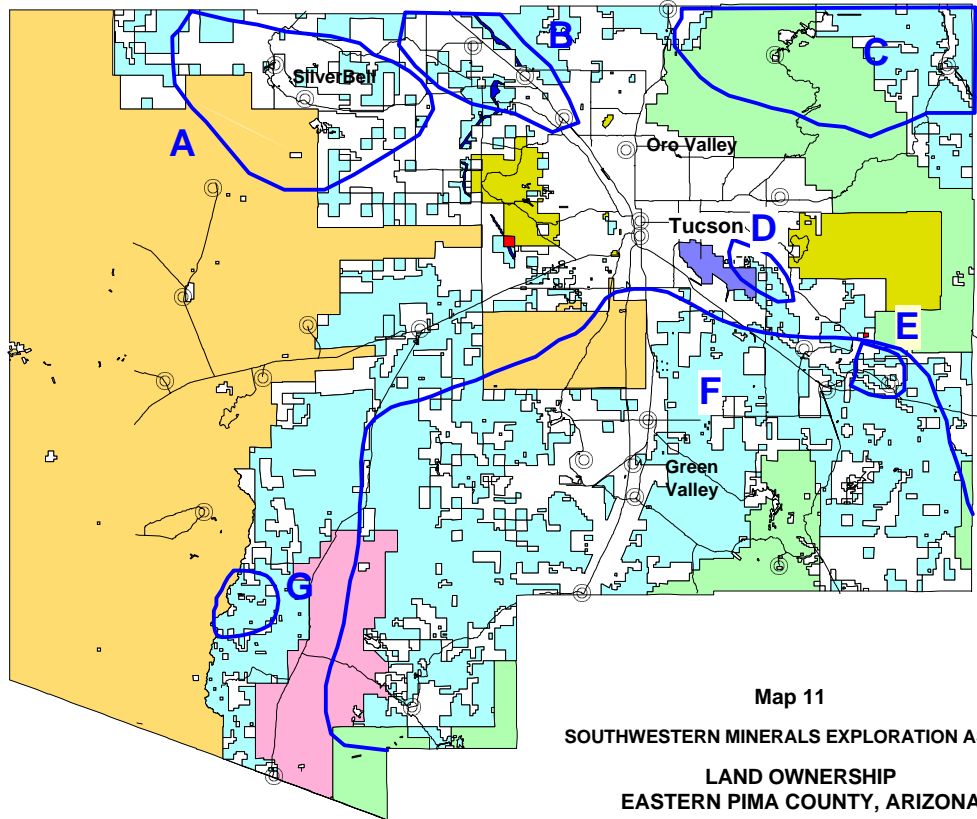 B
C
SilverBell
A
Oro Valley
Tucson
D
E
F
Green
Valley
G
Map 11
SOUTHWESTERN MINERALS EXPLORATION A
LAND OWNERSHIP
EASTERN PIMA COUNTY, ARIZONA